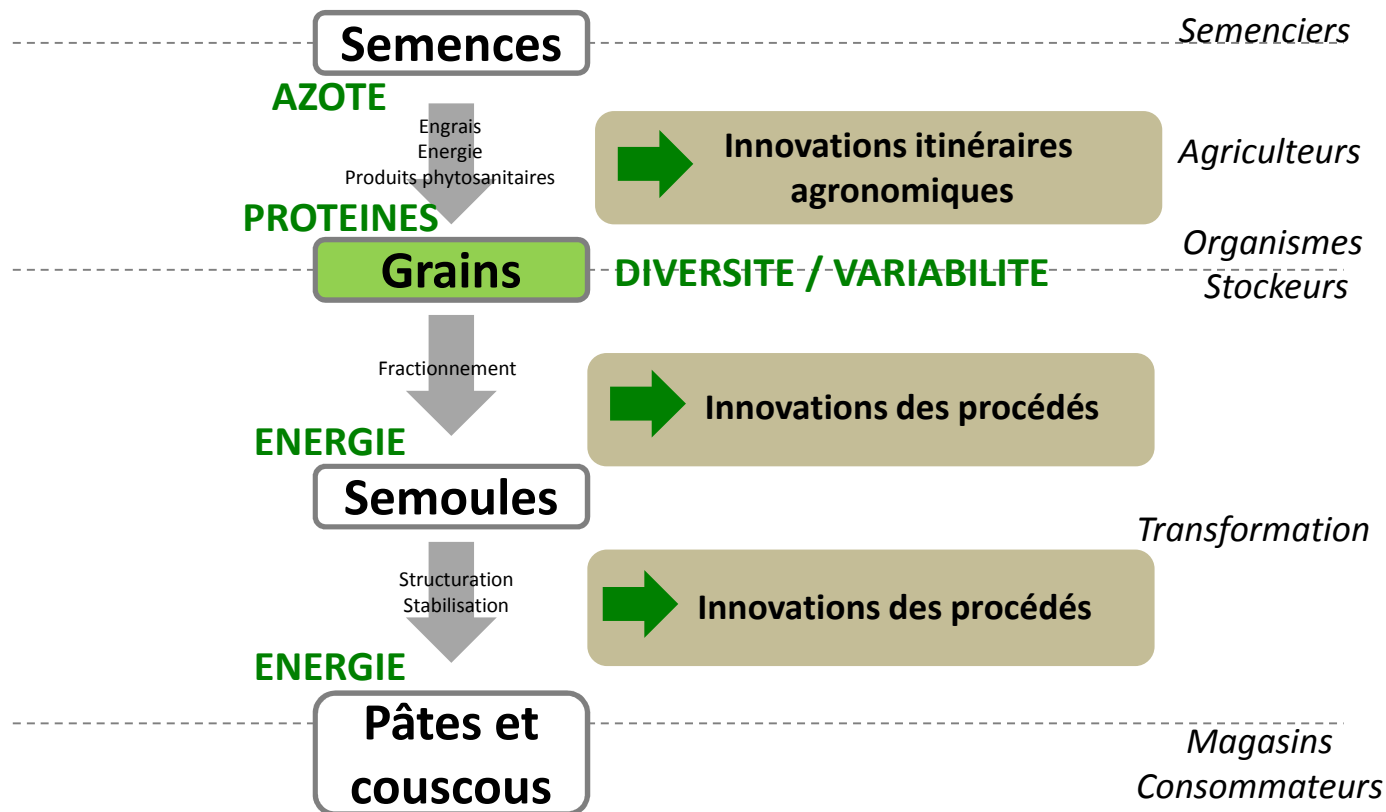 Semences
Semenciers
AZOTE
Engrais
Energie
Produits phytosanitaires
Innovations itinéraires
agronomiques
Agriculteurs
PROTEINES
Grains
DIVERSITE / VARIABILITE
Organismes
Stockeurs
Fractionnement
Innovations des procédés
ENERGIE
Semoules
Transformation
Structuration
Stabilisation
Innovations des procédés
ENERGIE
Pâtes et
couscous
Magasins
Consommateurs